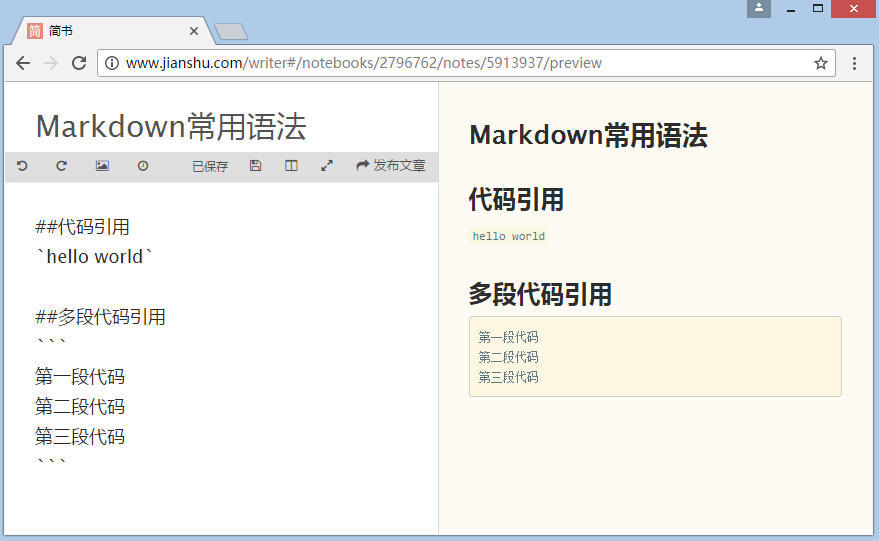 简 简书
www.jianshu.com/writer#/notebooks/2796762/notes/5913937/preview
Markdown常用语法
已保存 发布文章
##代码引用
`hello world`
##多段代码引用
```
第一段代码
第二段代码
第三段代码
```
Markdown常用语法
代码引用
hello world
多段代码引用
第一段代码
第二段代码
第三段代码